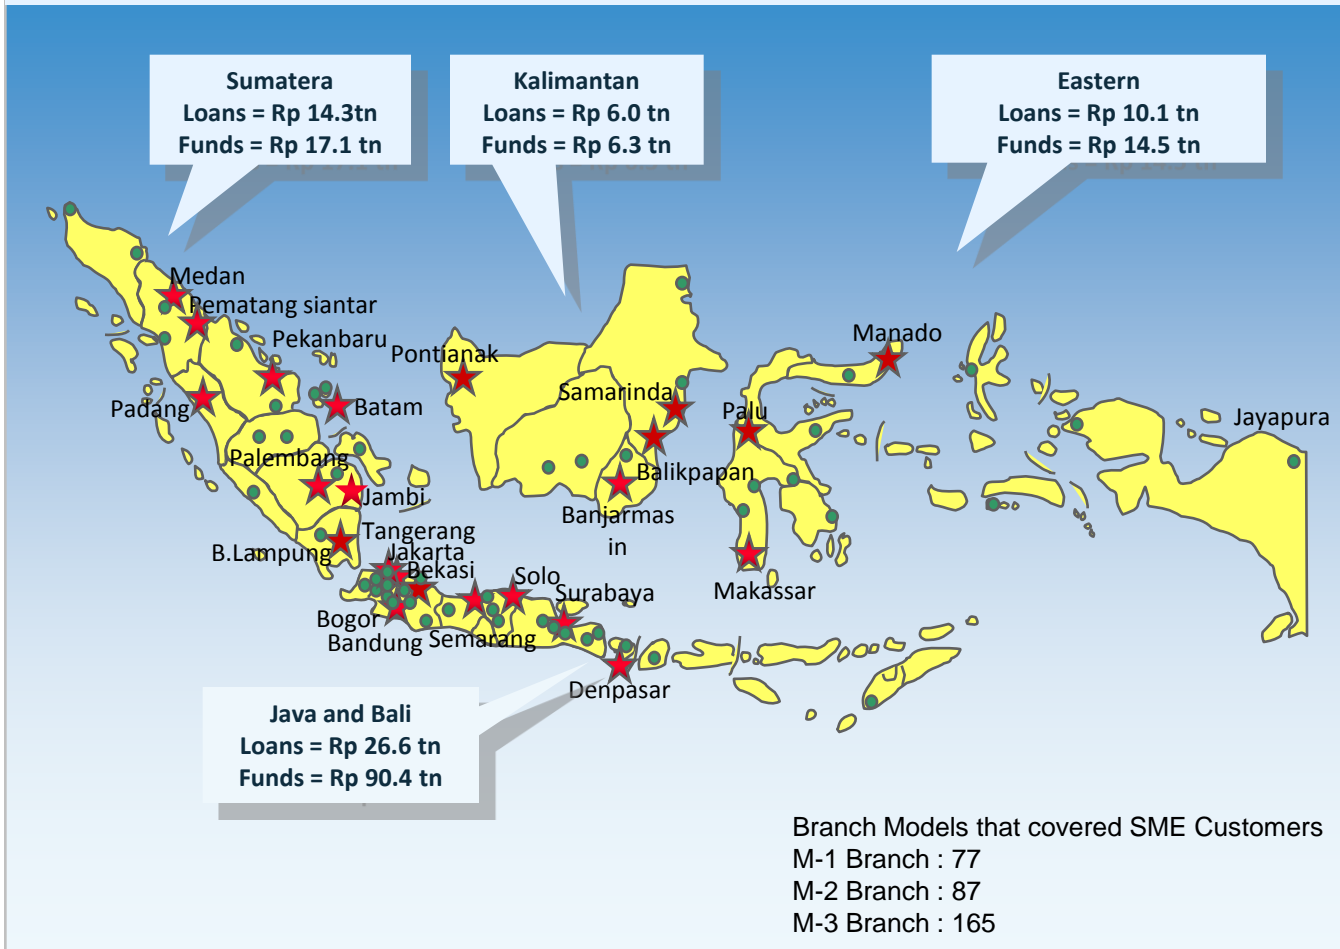 Sumatera
Loans = Rp 14.3tn
Funds = Rp 17.1 tn
Kalimantan
Loans = Rp 6.0 tn
Funds = Rp 6.3 tn
Eastern
Loans = Rp 10.1 tn
Funds = Rp 14.5 tn
Medan
Pematang siantar
Pekanbaru
Padang
Batam
Palembang
Jambi
B.Lampung
Pontianak
Samarinda
Balikpapan
Banjarmas
in
Manado
Palu
Makassar
Jayapura
Tangerang
Jakarta
Bekasi
Bogor
Bandung
Semarang
Solo
Surabaya
Denpasar
Java and Bali
Loans = Rp 26.6 tn
Funds = Rp 90.4 tn
Branch Models that covered SME Customers
M-1 Branch : 77
M-2 Branch : 87
M-3 Branch : 165